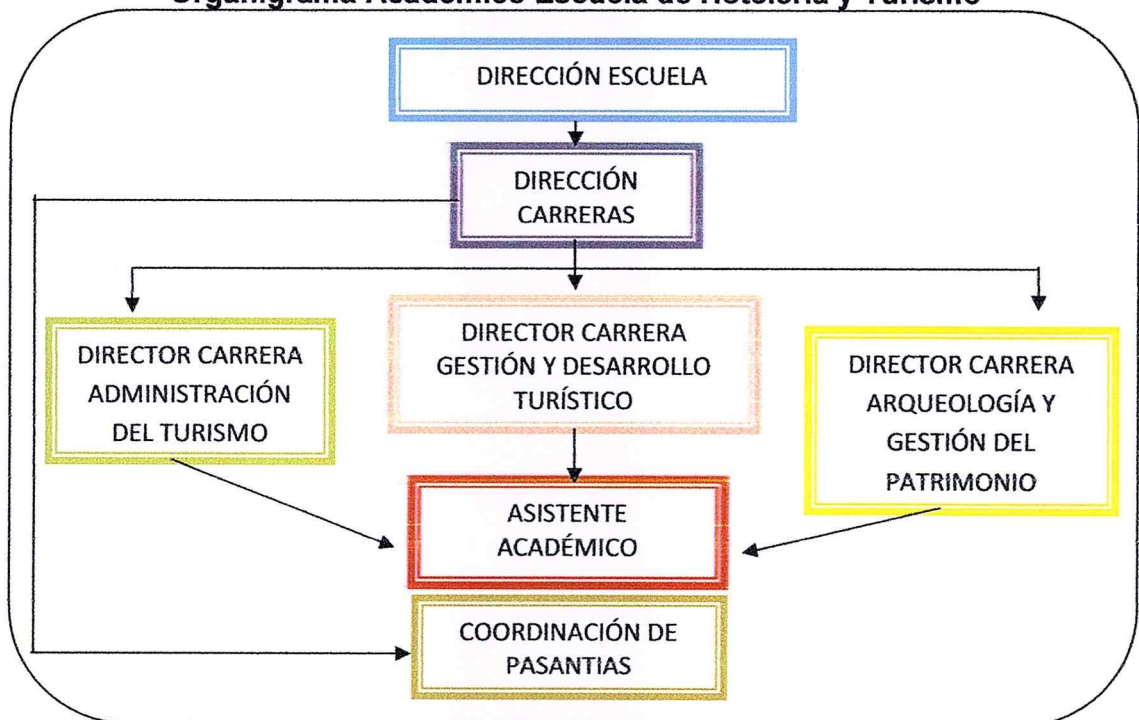 Organigrama Académico Escuela de Hotelería y Turismo
DIRECCIÓN ESCUELA
DIRECCIÓN
CARRERAS
DIRECTOR CARRERA
ADMINISTRACIÓN
DEL TURISMO
DIRECTOR CARRERA
GESTIÓN Y DESARROLLO
TURÍSTICO
DIRECTOR CARRERA
ARQUEOLOGÍA Y
GESTIÓN DEL
PATRIMONIO
ASISTENTE
ACADÉMICO
COORDINACIÓN DE
PASANTIAS